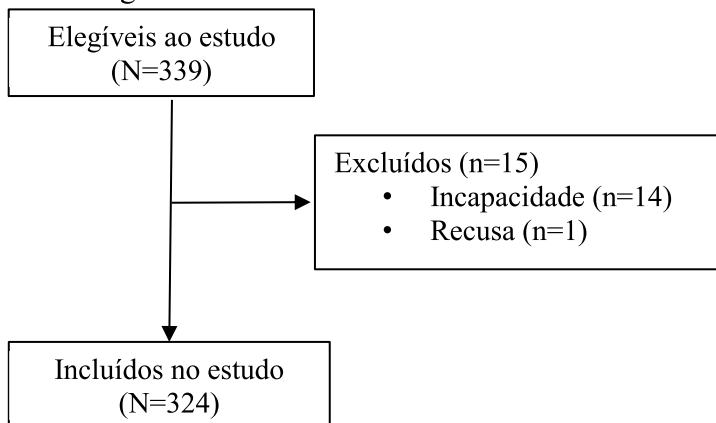 Elegíveis ao estudo
(N=339)
Excluídos (n=15)
• Incapacidade (n=14)
• Recusa (n=1)
Incluídos no estudo
(N=324)